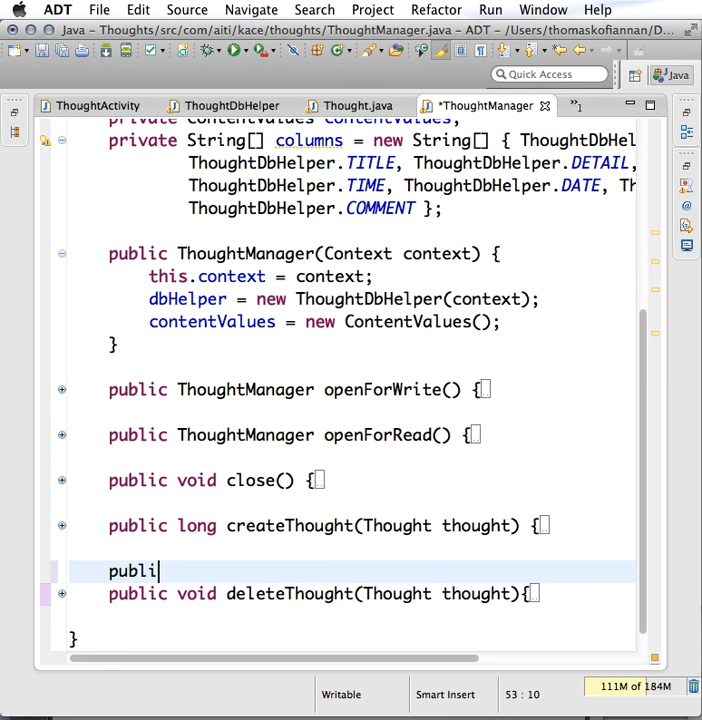 ADT File Edit Source Navigate Search Project Refactor Run Window Help
Java – Thoughts/src/com/aiti/kace/thoughts/ThoughtManager.java – ADT – /Users/thomaskofiannan/D...
Quick Access
Java
ThoughtActivity ThoughtDbHelper Thought.java *ThoughtManager »1
private ContentValues contentValues;
private String[] columns = new String[] { ThoughtDbHel
ThoughtDbHelper.TITLE, ThoughtDbHelper.DETAIL,
ThoughtDbHelper.TIME, ThoughtDbHelper.DATE, Th
ThoughtDbHelper.COMMENT };
public ThoughtManager(Context context) {
this.context = context;
dbHelper = new ThoughtDbHelper(context);
contentValues = new ContentValues();
}
public ThoughtManager openForWrite() {
public ThoughtManager openForRead() {
public void close() {
public long createThought(Thought thought) {
publi
public void deleteThought(Thought thought){
}
Writable Smart Insert 53 : 10 111M of 184M